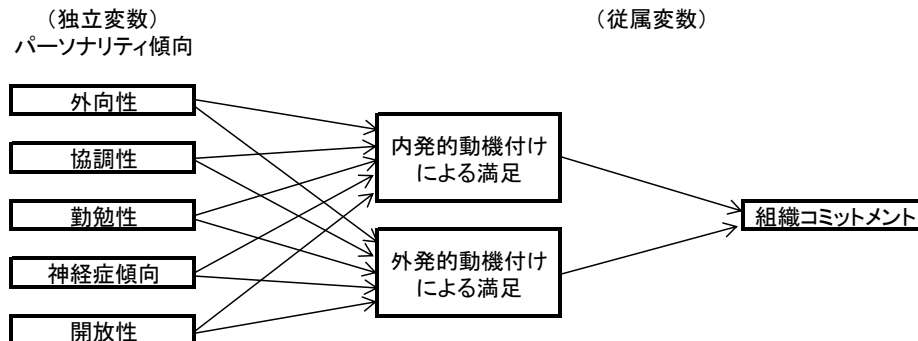 （独立変数）
パーソナリティ傾向
（従属変数）
外向性
協調性
勤勉性
神経症傾向
開放性
内発的動機付け
による満足
外発的動機付け
による満足
組織コミットメント